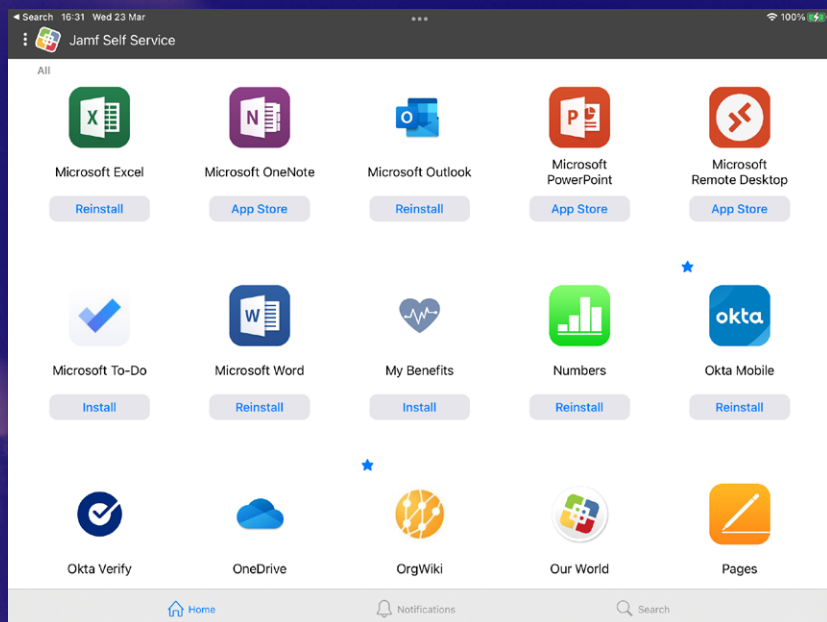 ◄ Search 16:31 Wed 23 Mar
100%
Jamf Self Service
All
X
N
O
P
Microsoft Excel
Microsoft OneNote
Microsoft Outlook
Microsoft
PowerPoint
Microsoft
Remote Desktop
Reinstall
App Store
Reinstall
App Store
App Store
W
okta
Microsoft To-Do
Microsoft Word
My Benefits
Numbers
Okta Mobile
Install
Reinstall
Install
Reinstall
Reinstall
Okta Verify
OneDrive
OrgWiki
Our World
Pages
Home
Notifications
Search